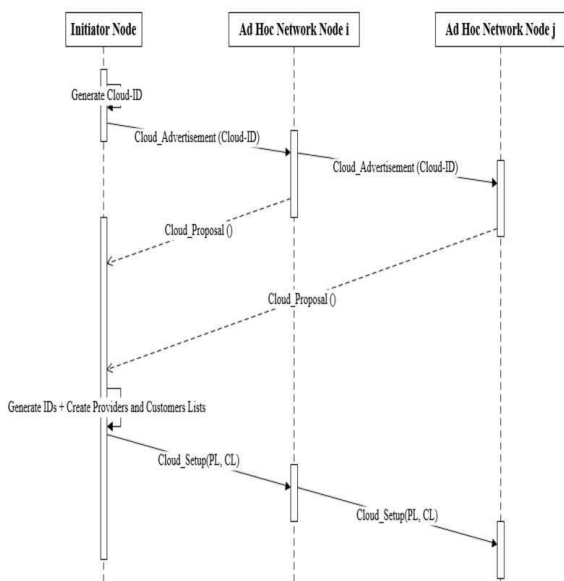 Initiator Node
Ad Hoc Network Node i
Ad Hoc Network Node j
Generate Cloud-ID
Cloud_Advertisement (Cloud-ID)
Cloud_Advertisement (Cloud-ID)
Cloud_Proposal ()
Cloud_Proposal ()
Generate IDs + Create Providers and Customers Lists
Cloud_Setup(PL, CL)
Cloud_Setup(PL, CL)